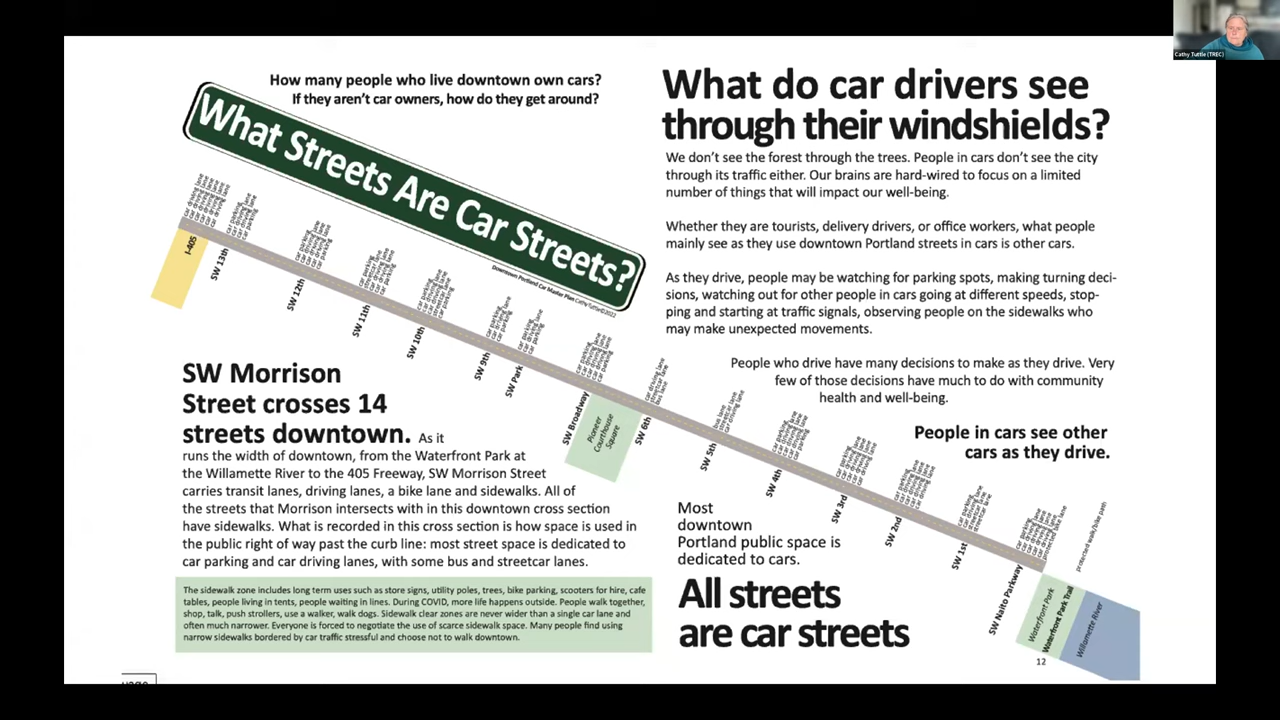 Cathy Tuttle (TREC)
How many people who live downtown own cars?
If they aren't car owners, how do they get around?
What Streets Are Car Streets?
Downtown Portland Car Master Plan Cathy Tuttle©2022
I-405
SW 13th
SW 12th
SW 11th
SW 10th
SW 9th
SW Park
SW Broadway
Pioneer
Courthouse
Square
SW 6th
SW 5th
SW 4th
SW 3rd
SW 2nd
SW 1st
SW Naito Parkway
Waterfront Park
Waterfront Park Trail
Willamette River
protected walk/bike path
SW Morrison
Street crosses 14
streets downtown. As it
runs the width of downtown, from the Waterfront Park at
the Willamette River to the 405 Freeway, SW Morrison Street
carries transit lanes, driving lanes, a bike lane and sidewalks. All of
the streets that Morrison intersects with in this downtown cross section
have sidewalks. What is recorded in this cross section is how space is used in
the public right of way past the curb line: most street space is dedicated to
car parking and car driving lanes, with some bus and streetcar lanes.
The sidewalk zone includes long term uses such as store signs, utility poles, trees, bike parking, scooters for hire, cafe
tables, people living in tents, people waiting in lines. During COVID, more life happens outside. People walk together,
shop, talk, push strollers, use a walker, walk dogs. Sidewalk clear zones are never wider than a single car lane and
often much narrower. Everyone is forced to negotiate the use of scarce sidewalk space. Many people find using
narrow sidewalks bordered by car traffic stressful and choose not to walk downtown.
What do car drivers see
through their windshields?
We don't see the forest through the trees. People in cars don't see the city
through its traffic either. Our brains are hard-wired to focus on a limited
number of things that will impact our well-being.
Whether they are tourists, delivery drivers, or office workers, what people
mainly see as they use downtown Portland streets in cars is other cars.
As they drive, people may be watching for parking spots, making turning deci-
sions, watching out for other people in cars going at different speeds, stop-
ping and starting at traffic signals, observing people on the sidewalks who
may make unexpected movements.
People who drive have many decisions to make as they drive. Very
few of those decisions have much to do with community
health and well-being.
People in cars see other
cars as they drive.
Most
downtown
Portland public space is
dedicated to cars.
All streets
are car streets
12